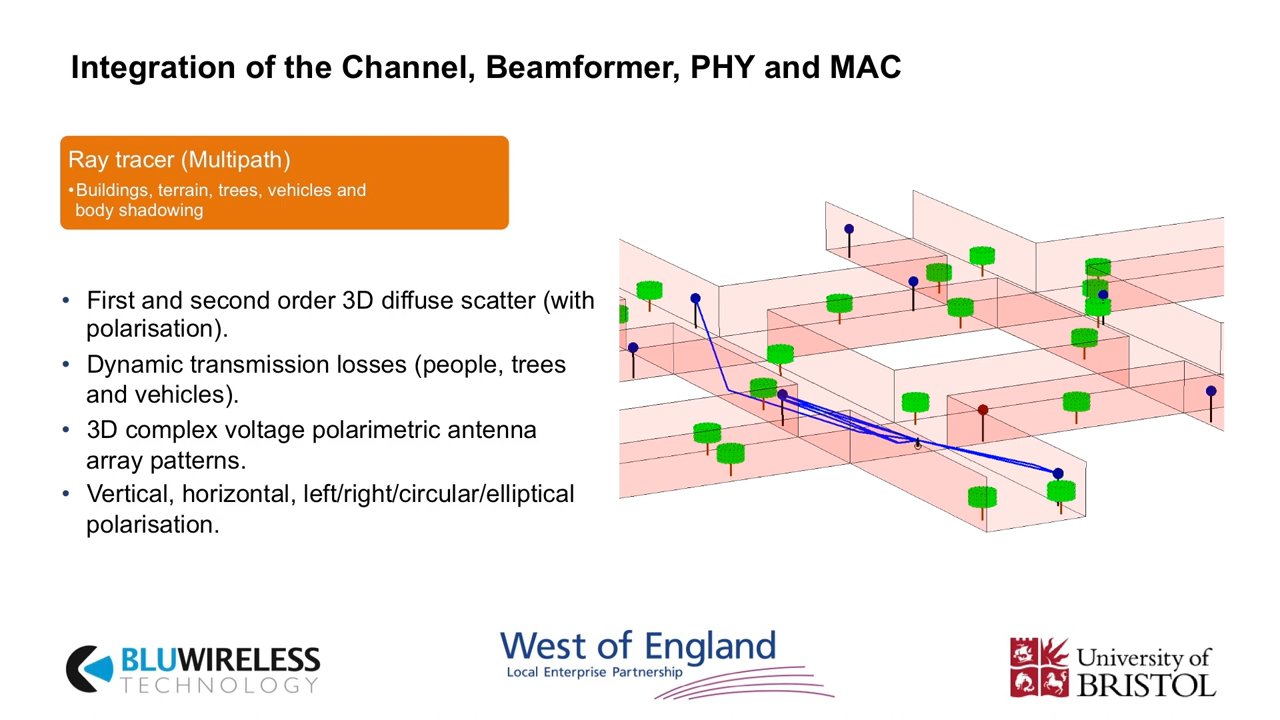 Integration of the Channel, Beamformer, PHY and MAC
Ray tracer (Multipath)
•Buildings, terrain, trees, vehicles and
body shadowing
• First and second order 3D diffuse scatter (with
polarisation).
• Dynamic transmission losses (people, trees
and vehicles).
• 3D complex voltage polarimetric antenna
array patterns.
• Vertical, horizontal, left/right/circular/elliptical
polarisation.
BLUWIRELESS
TECHNOLOGY
West of England
Local Enterprise Partnership
University of
BRISTOL